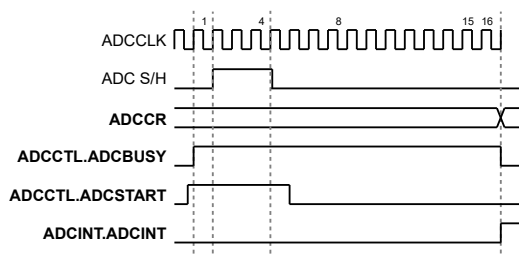 1 4 8 15 16
ADCCLK
ADC S/H
ADCCR
ADCCTL.ADCBUSY
ADCCTL.ADCSTART
ADCINT.ADCINT